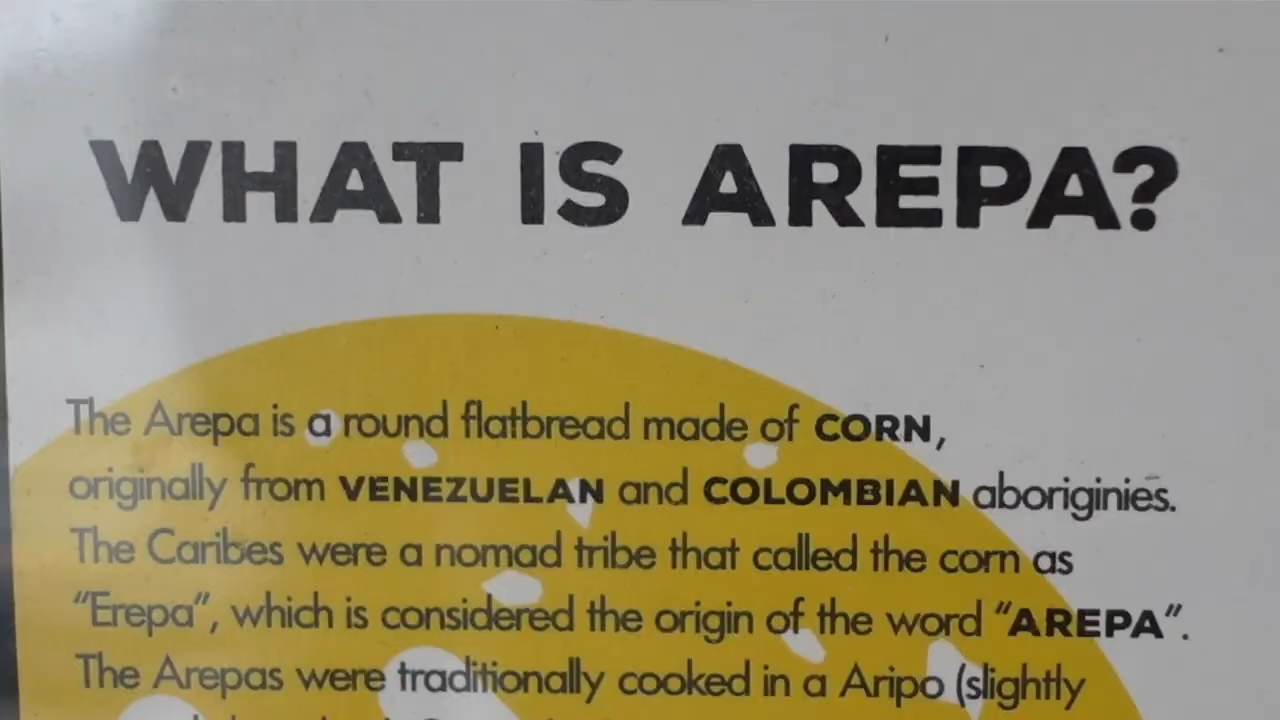 WHAT IS AREPA?
The Arepa is a round flatbread made of CORN,
originally from VENEZUELAN and COLOMBIAN aboriginies.
The Caribes were a nomad tribe that called the corn as
“Erepa”, which is considered the origin of the word “AREPA”.
The Arepas were traditionally cooked in a Aripo (slightly